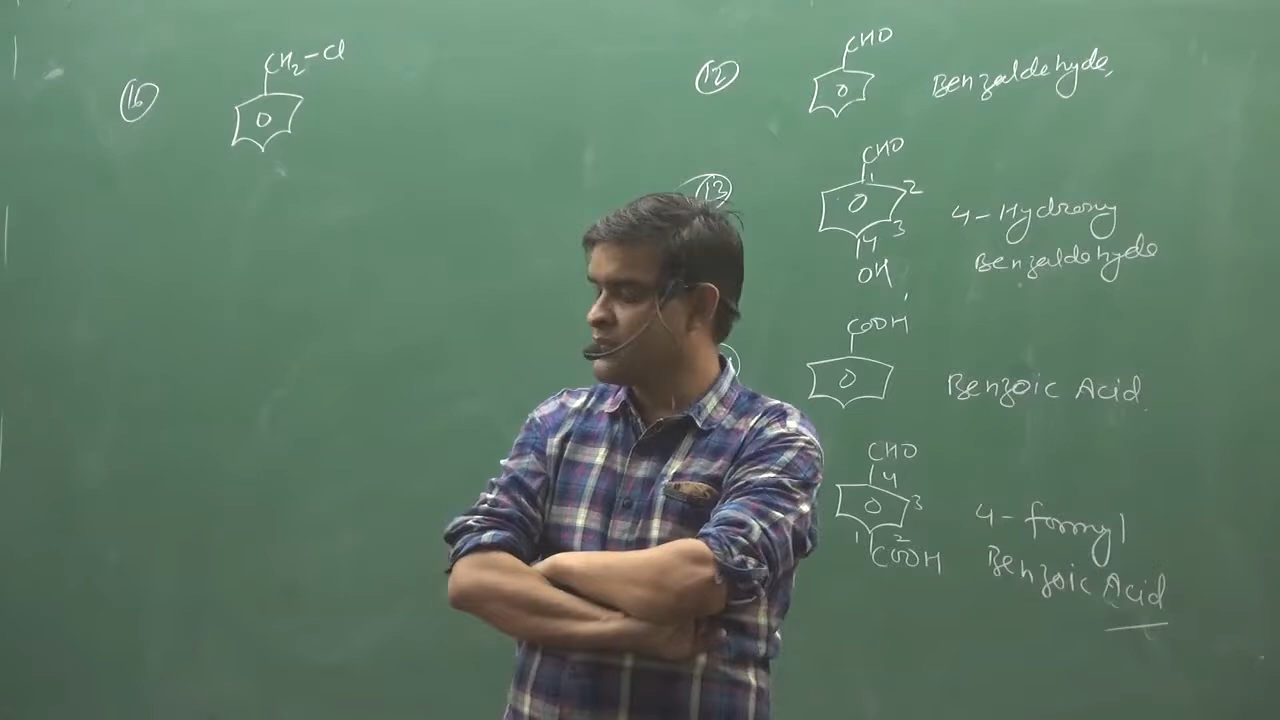 16
CH₂-Cl
12
CHO
Benzaldehyde
13
CHO
1
2
3
4
OH
4-Hydroxy
Benzaldehyde
COOH
Benzoic Acid
CHO
4
3
2
1
COOH
4-formyl
Benzoic Acid